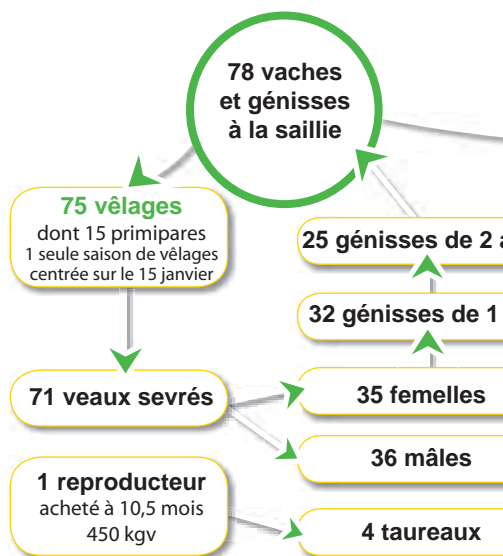 78 vaches
et génisses
à la saillie
75 vêlages
dont 15 primipares
1 seule saison de vêlages
centrée sur le 15 janvier
25 génisses de 2 a
32 génisses de 1
71 veaux sevrés
35 femelles
36 mâles
1 reproducteur
acheté à 10,5 mois
450 kgv
4 taureaux